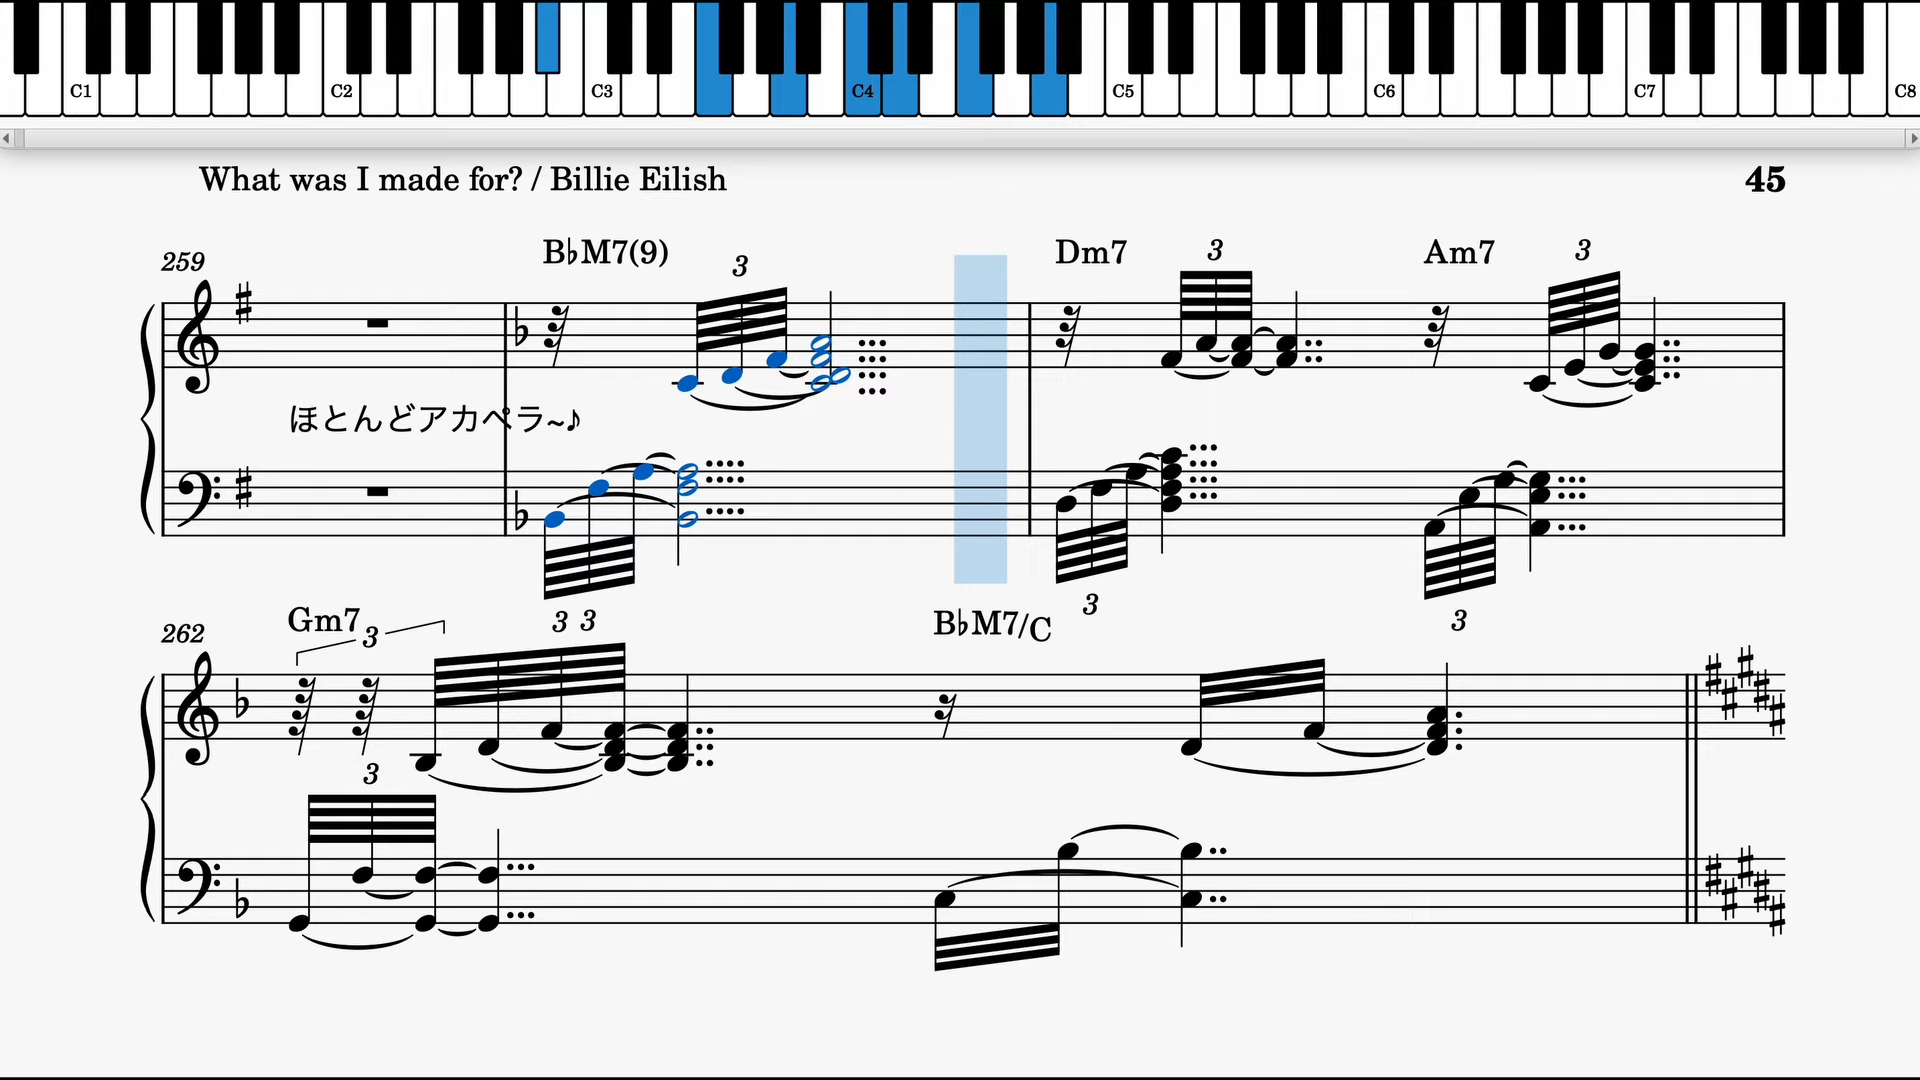 C1 C2 C3 C4 C5 C6 C7 C8
What was I made for? / Billie Eilish 45
259 B♭M7(9) 3 Dm7 3 Am7 3
ほとんどアカペラ~♪
3 3
262 Gm7 3 3 3 B♭M7/C
3